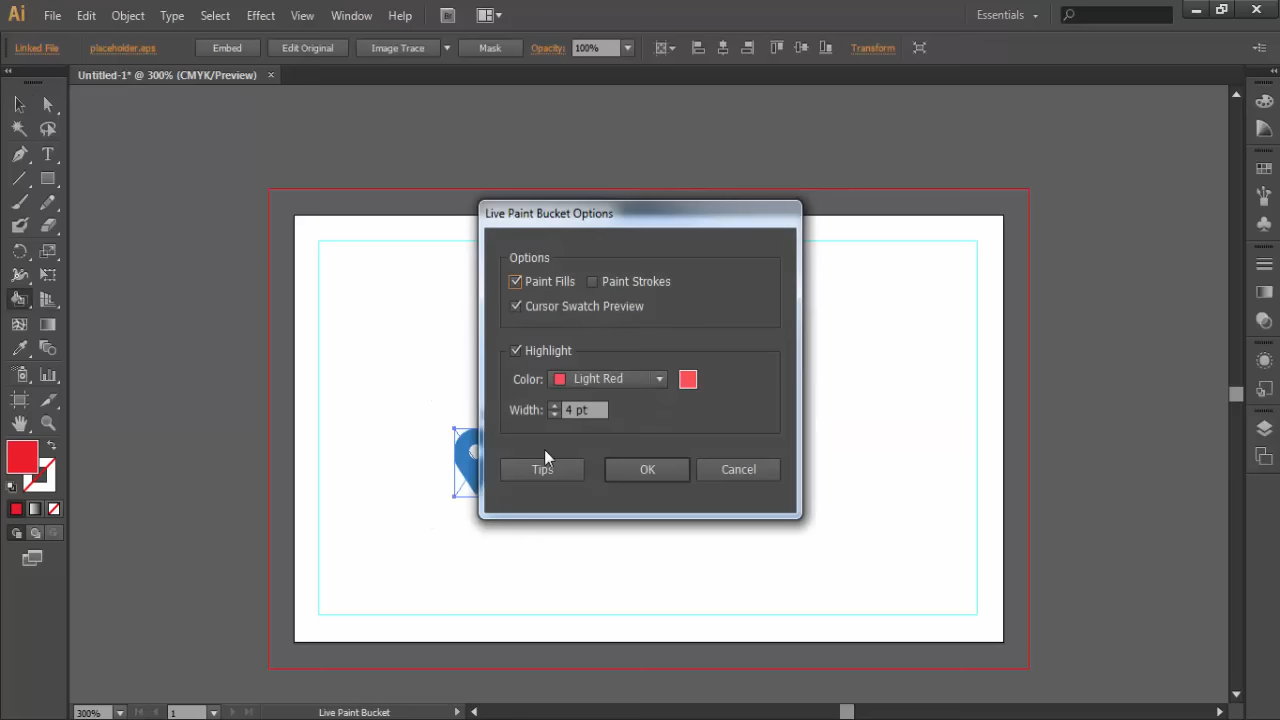 Ai File Edit Object Type Select Effect View Window Help Br Essentials
Linked File placeholder.eps Embed Edit Original Image Trace Mask Opacity: 100% Transform
Untitled-1* @ 300% (CMYK/Preview)
Live Paint Bucket Options
Options
Paint Fills Paint Strokes
Cursor Swatch Preview
Highlight
Color: Light Red
Width: 4 pt
Tips OK Cancel
300% 1 Live Paint Bucket